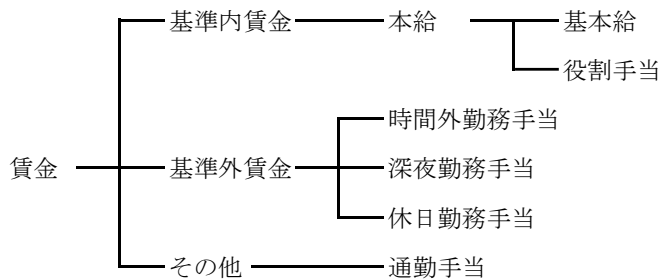 基準内賃金 本給 基本給
役割手当
時間外勤務手当
賃金 基準外賃金 深夜勤務手当
休日勤務手当
その他 通勤手当